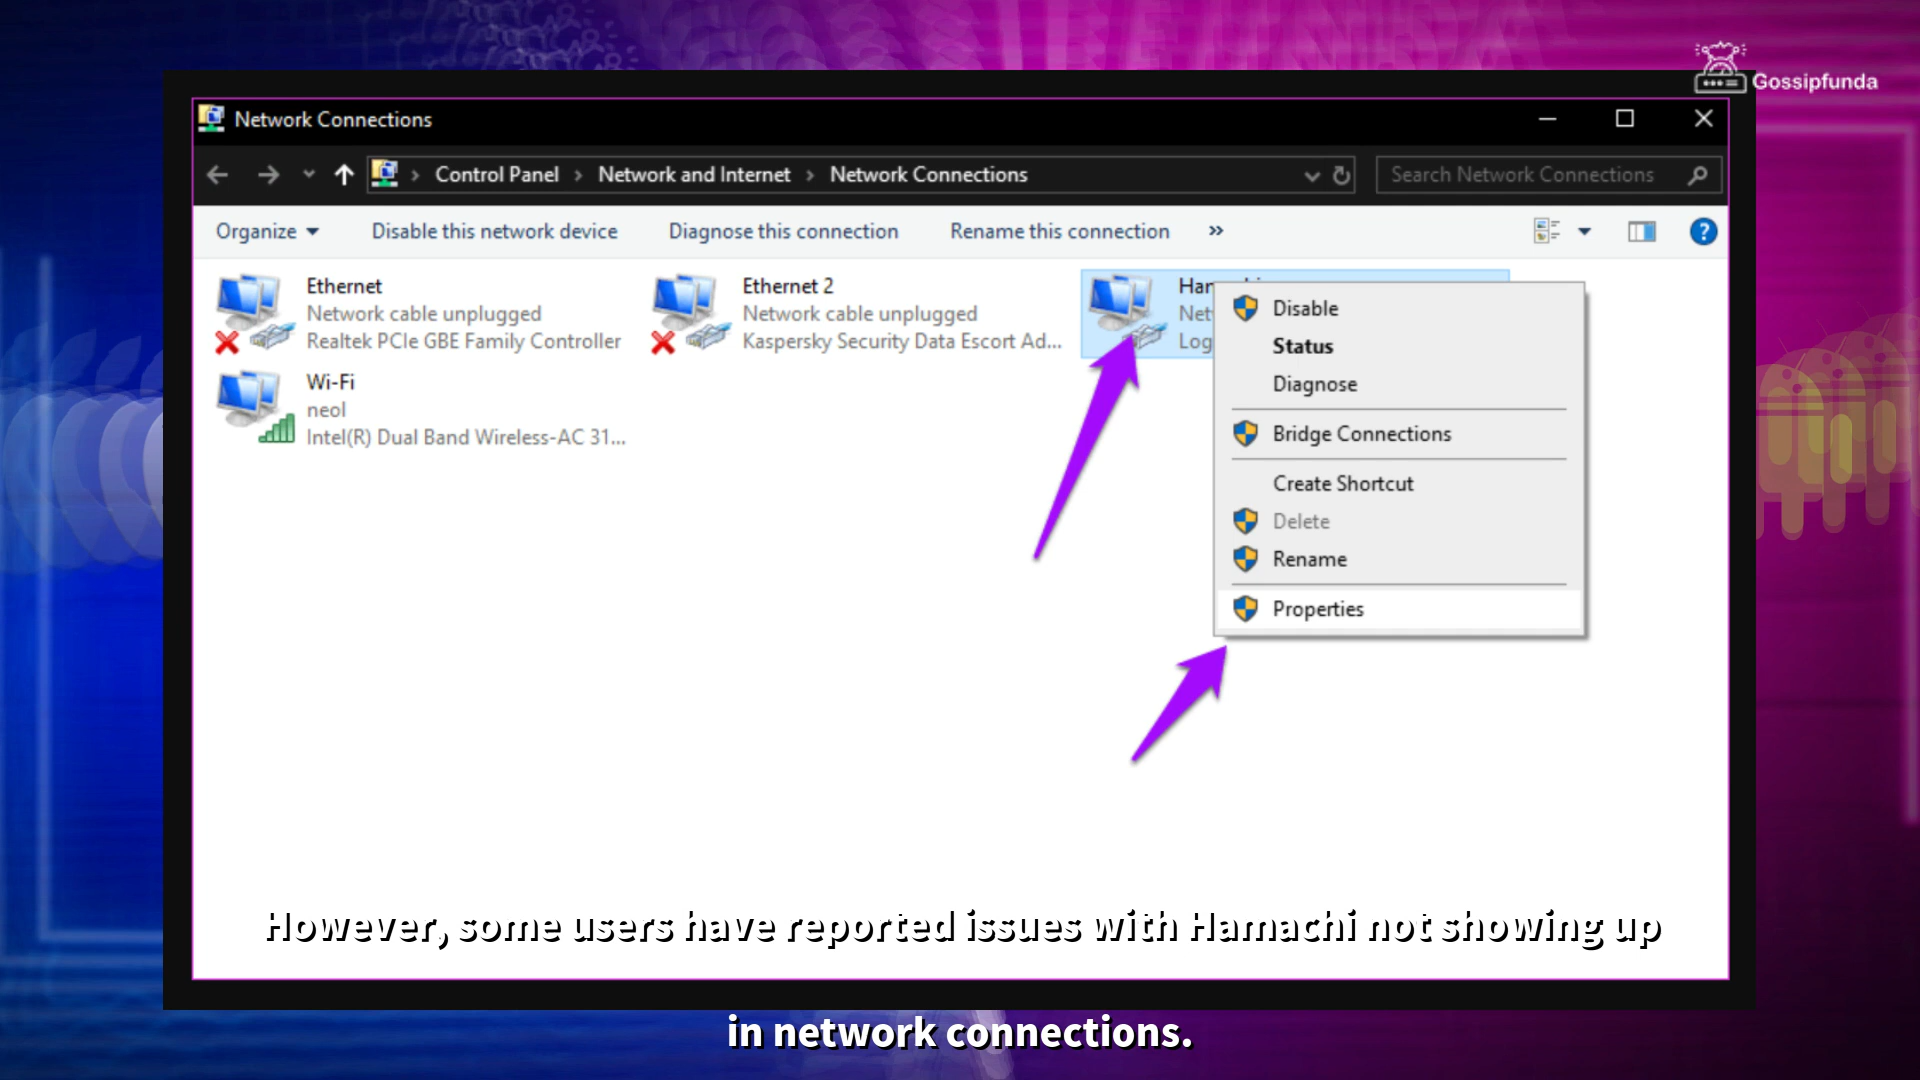 Gossipfunda
Network Connections
Control Panel > Network and Internet > Network Connections
Search Network Connections
Organize Disable this network device Diagnose this connection Rename this connection »
?
Ethernet
Network cable unplugged
Realtek PCIe GBE Family Controller
Ethernet 2
Network cable unplugged
Kaspersky Security Data Escort Ad...
Wi-Fi
neol
Intel(R) Dual Band Wireless-AC 31...
Disable
Status
Diagnose
Bridge Connections
Create Shortcut
Delete
Rename
Properties
However, some users have reported issues with Hamachi not showing up
in network connections.